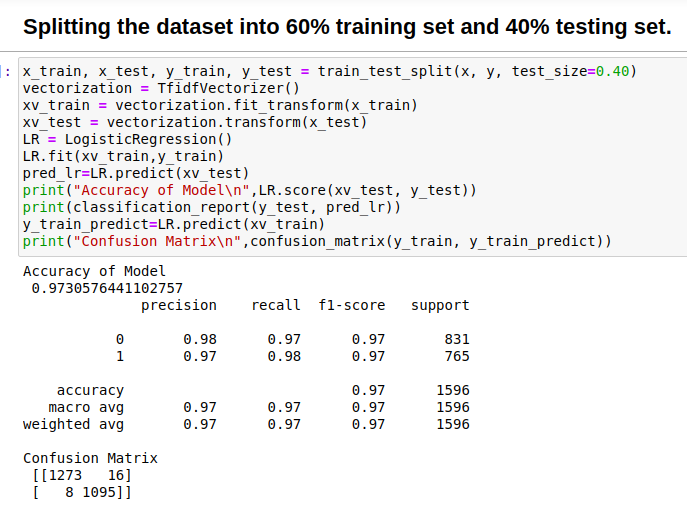 Splitting the dataset into 60% training set and 40% testing set.
]: x_train, x_test, y_train, y_test = train_test_split(x, y, test_size=0.40)
vectorization = TfidfVectorizer()
xv_train = vectorization.fit_transform(x_train)
xv_test = vectorization.transform(x_test)
LR = LogisticRegression()
LR.fit(xv_train,y_train)
pred_lr=LR.predict(xv_test)
print("Accuracy of Model\n",LR.score(xv_test, y_test))
print(classification_report(y_test, pred_lr))
y_train_predict=LR.predict(xv_train)
print("Confusion Matrix\n",confusion_matrix(y_train, y_train_predict))
Accuracy of Model
 0.9730576441102757
              precision    recall  f1-score   support

           0       0.98      0.97      0.97       831
           1       0.97      0.98      0.97       765

    accuracy                           0.97      1596
   macro avg       0.97      0.97      0.97      1596
weighted avg       0.97      0.97      0.97      1596

Confusion Matrix
 [[1273   16]
 [   8 1095]]